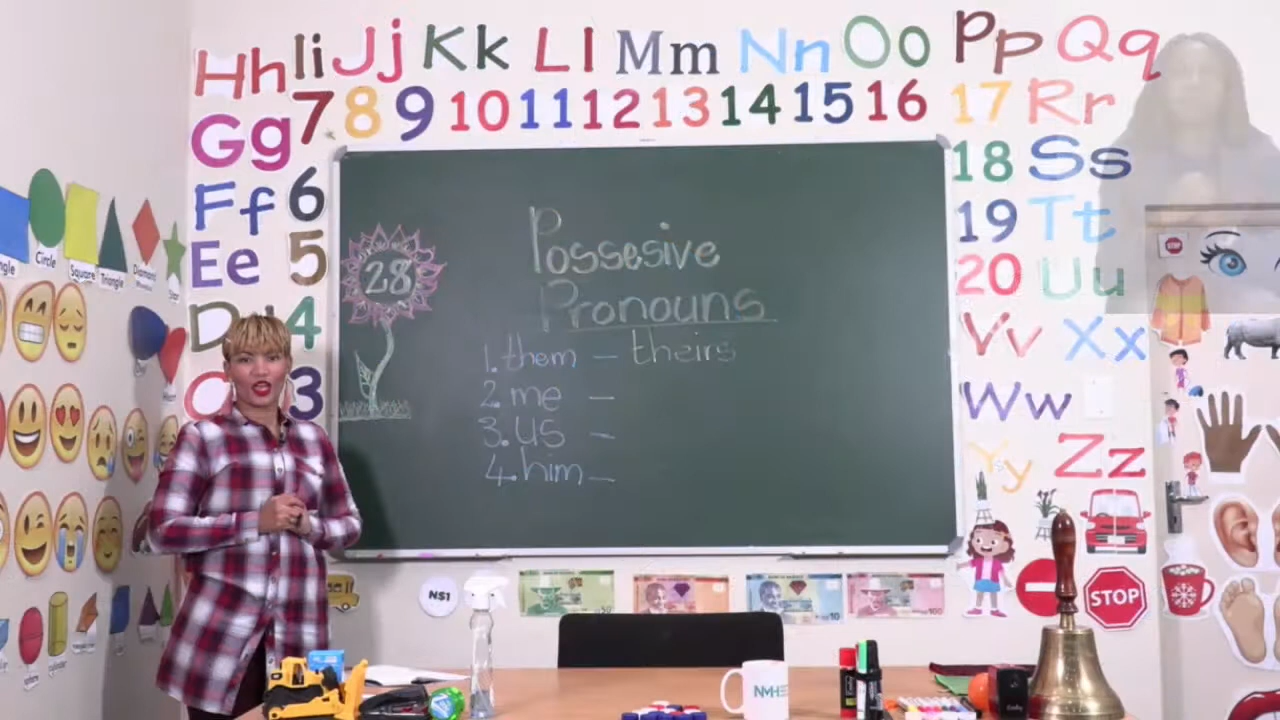 Hh Ii Jj Kk Ll Mm Nn Oo Pp Qq
Gg 7 8 9 10 11 12 13 14 15 16 17 Rr
Ff 6
Ee 5
4
3
18 Ss
19 Tt
20 Uu
Vv Xx
Ww
Yy Zz
Circle
Square
Triangle
Diamond
28
Possesive
Pronouns
1. them – theirs
2. me –
3. us –
4. him –
N$1
STOP